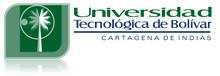 Universidad
Tecnológica de Bolívar
CARTAGENA DE INDIAS